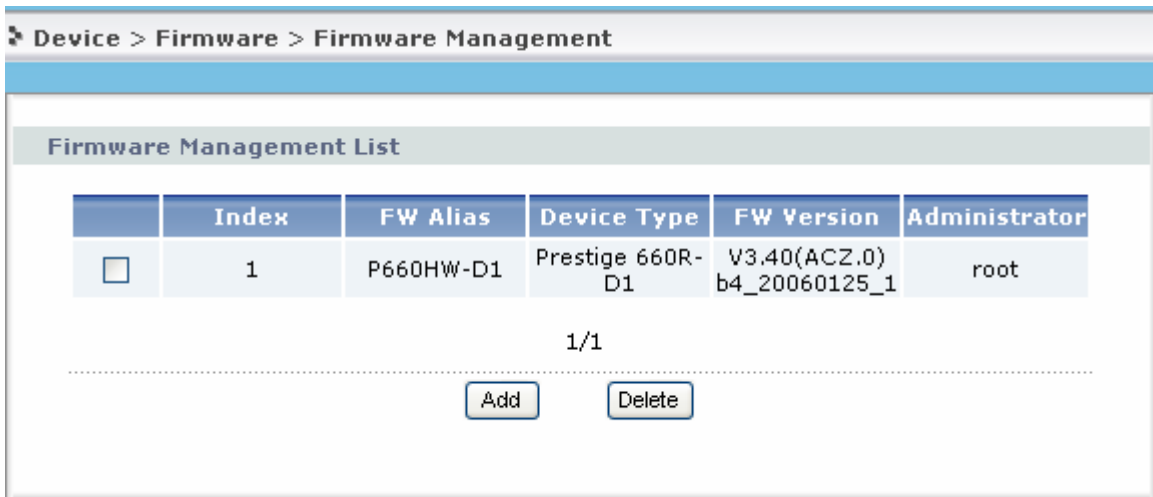 Device > Firmware > Firmware Management
Firmware Management List
Index FW Alias Device Type FW Version Administrator
1 P660HW-D1 Prestige 660R-D1 V3.40(ACZ.0)b4_20060125_1 root
1/1
Add Delete